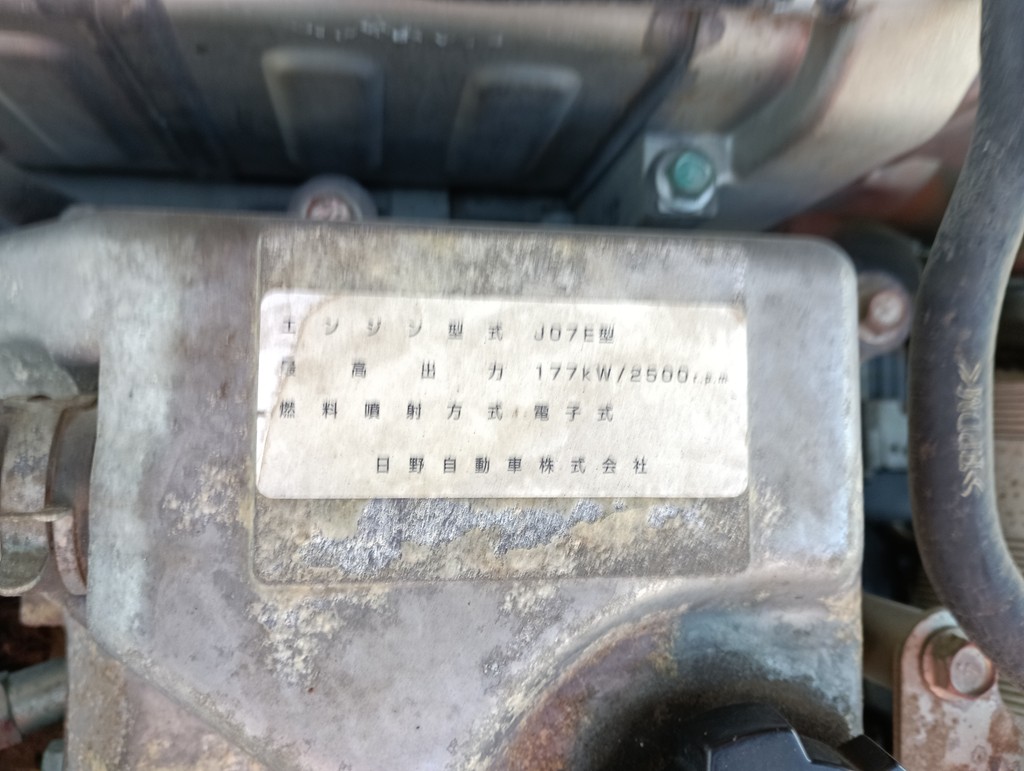 エンジン型式 J07E型
最高出力 177kW/2500r.p.m
燃料噴射方式 電子式
日野自動車株式会社